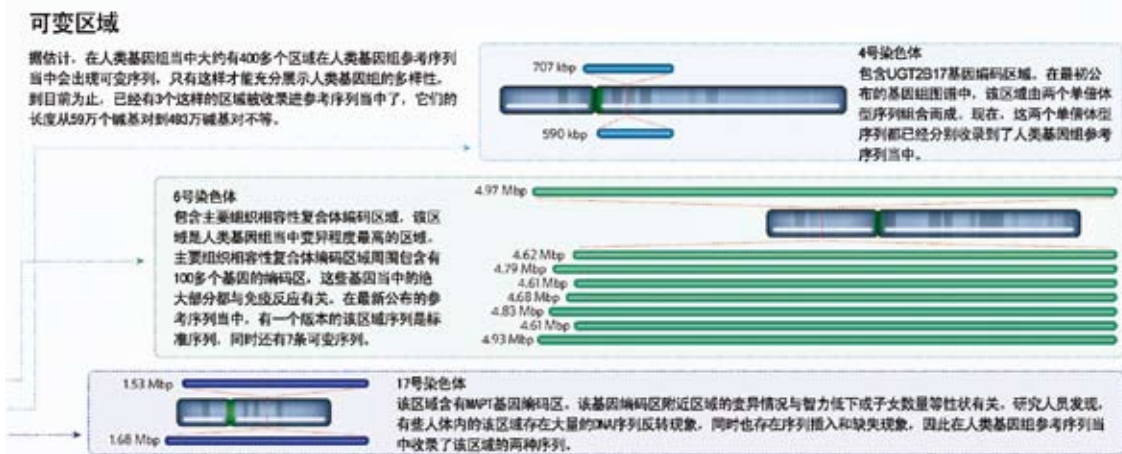 可变区域
据估计，在人类基因组当中大约有400多个区域在人类基因组参考序列
当中会出现可变序列，只有这样才能充分展示人类基因组的多样性。
到目前为止，已经有3个这样的区域被收录进参考序列当中了，它们的
长度从59万个碱基对到493万碱基对不等。
707 kbp
590 kbp
4号染色体
包含UGT2B17基因编码区域。在最初公
布的基因组图谱中，该区域由两个单倍体
型序列组合而成。现在，这两个单倍体型
序列都已经分别收录到了人类基因组参考
序列当中。
6号染色体
包含主要组织相容性复合体编码区域，该区
域是人类基因组当中变异程度最高的区域。
主要组织相容性复合体编码区域周围包含有
100多个基因的编码区，这些基因当中的绝
大部分都与免疫反应有关。在最新公布的参
考序列当中，有一个版本的该区域序列是标
准序列，同时还有7条可变序列。
4.97 Mbp
4.62 Mbp
4.79 Mbp
4.61 Mbp
4.68 Mbp
4.83 Mbp
4.61 Mbp
4.93 Mbp
1.53 Mbp
1.68 Mbp
17号染色体
该区域含有MAPT基因编码区，该基因编码区附近区域的变异情况与智力低下或子女数量等性状有关。研究人员发现，
有些人体内的该区域存在大量的DNA序列反转现象，同时也存在序列插入和缺失现象，因此在人类基因组参考序列当
中收录了该区域的两种序列。